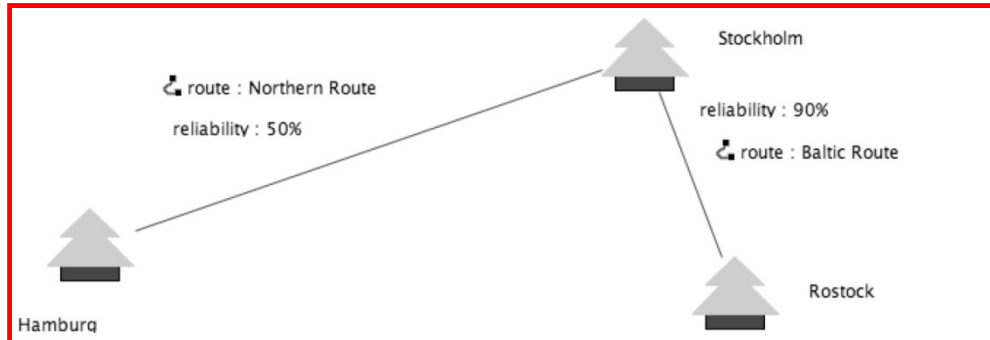 Stockholm
route : Northern Route
reliability : 50%
reliability : 90%
route : Baltic Route
Rostock
Hamburg